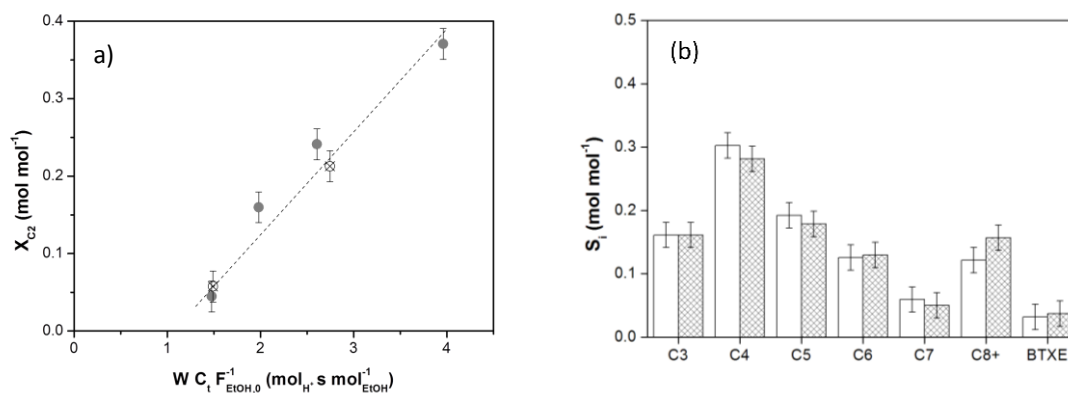 a)
0.4
0.3
0.2
0.1
0.0
X_C2 (mol mol⁻¹)
0 1 2 3 4
W C_t F⁻¹_EtOH,0 (mol_H⁺ s mol⁻¹_EtOH)
(b)
0.5
0.4
0.3
0.2
0.1
0.0
S_i (mol mol⁻¹)
C3 C4 C5 C6 C7 C8+ BTXE